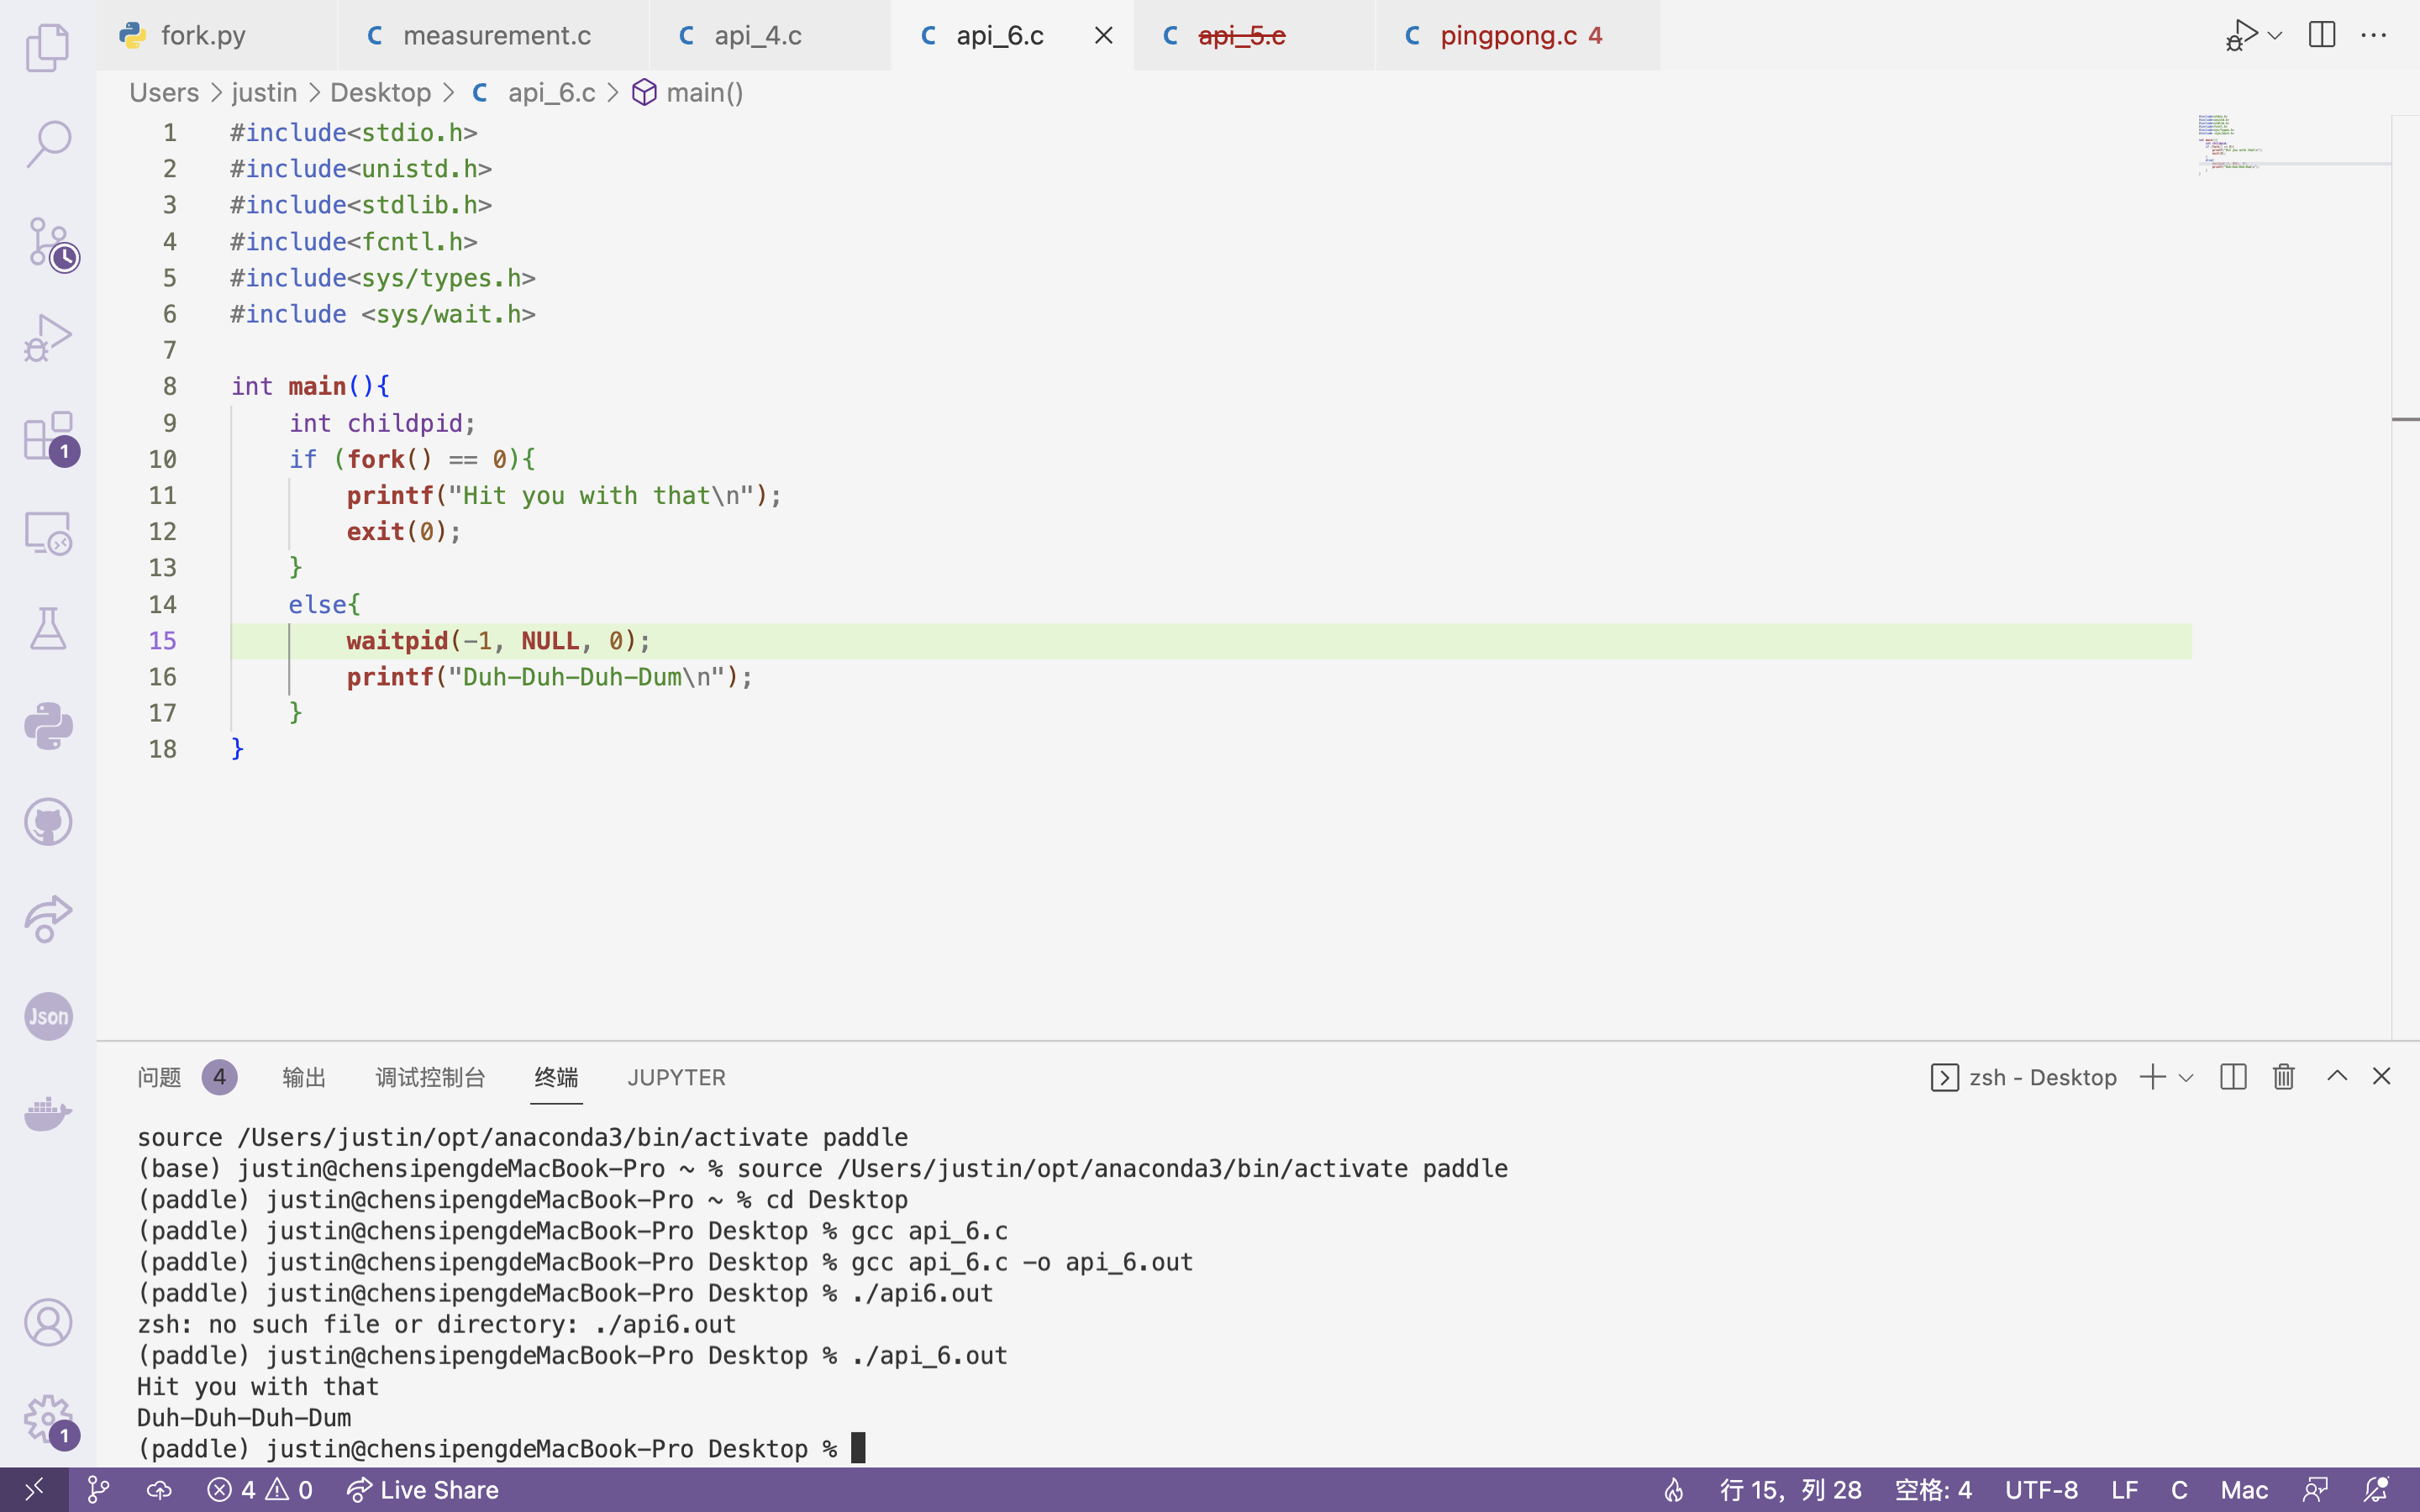 fork.py
C measurement.c
C api_4.c
C api_6.c
C api_5.c
C pingpong.c 4
Users > justin > Desktop > C api_6.c > main()
1 #include<stdio.h>
2 #include<unistd.h>
3 #include<stdlib.h>
4 #include<fcntl.h>
5 #include<sys/types.h>
6 #include <sys/wait.h>
7
8 int main(){
9     int childpid;
10     if (fork() == 0){
11         printf("Hit you with that\n");
12         exit(0);
13     }
14     else{
15         waitpid(-1, NULL, 0);
16         printf("Duh-Duh-Duh-Dum\n");
17     }
18 }
1
Json
1
问题 4 输出 调试控制台 终端 JUPYTER
zsh - Desktop
source /Users/justin/opt/anaconda3/bin/activate paddle
(base) justin@chensipengdeMacBook-Pro ~ % source /Users/justin/opt/anaconda3/bin/activate paddle
(paddle) justin@chensipengdeMacBook-Pro ~ % cd Desktop
(paddle) justin@chensipengdeMacBook-Pro Desktop % gcc api_6.c
(paddle) justin@chensipengdeMacBook-Pro Desktop % gcc api_6.c -o api_6.out
(paddle) justin@chensipengdeMacBook-Pro Desktop % ./api6.out
zsh: no such file or directory: ./api6.out
(paddle) justin@chensipengdeMacBook-Pro Desktop % ./api_6.out
Hit you with that
Duh-Duh-Duh-Dum
(paddle) justin@chensipengdeMacBook-Pro Desktop %
4 0 Live Share
行 15，列 28 空格: 4 UTF-8 LF C Mac